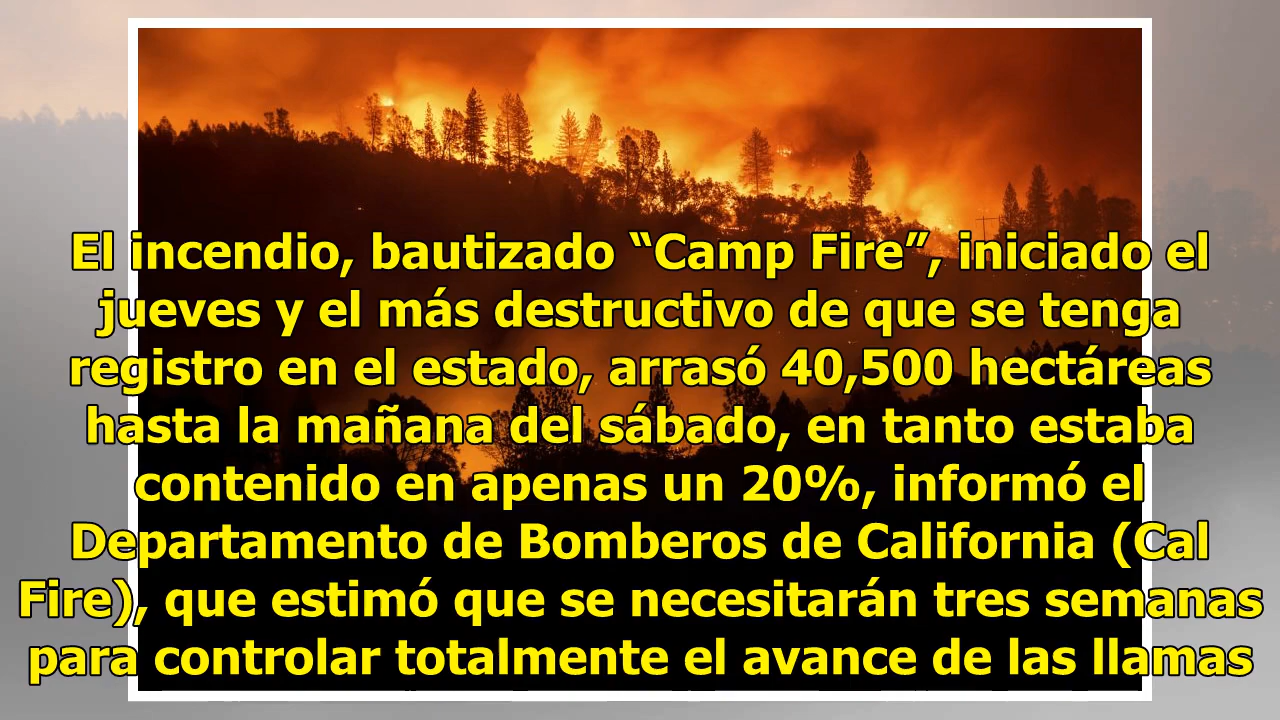 El incendio, bautizado “Camp Fire”, iniciado el
jueves y el más destructivo de que se tenga
registro en el estado, arrasó 40,500 hectáreas
hasta la mañana del sábado, en tanto estaba
contenido en apenas un 20%, informó el
Departamento de Bomberos de California (Cal
Fire), que estimó que se necesitarán tres semanas
para controlar totalmente el avance de las llamas